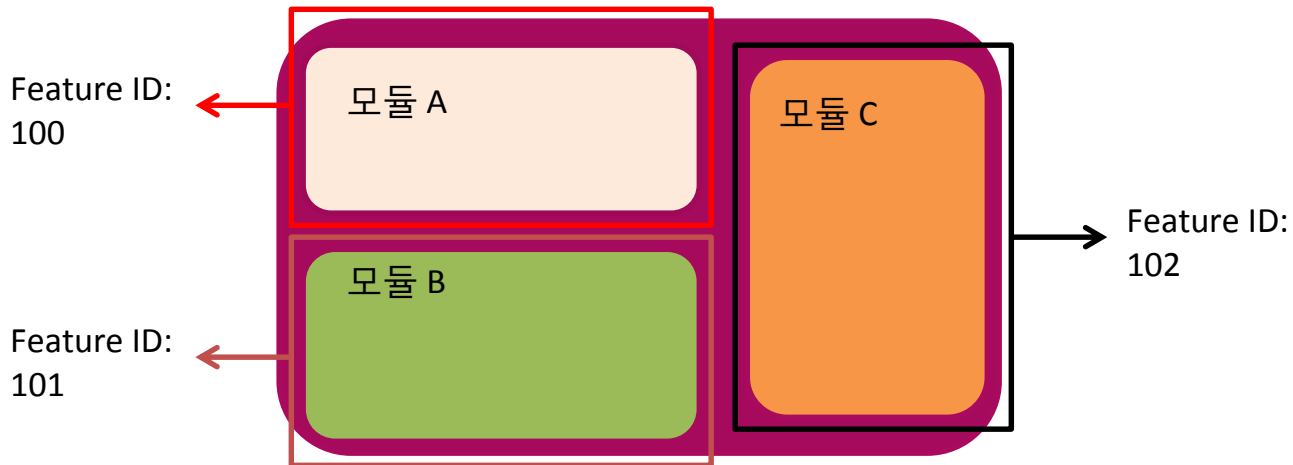 Feature ID:
100
모듈 A
모듈 C
Feature ID:
102
모듈 B
Feature ID:
101